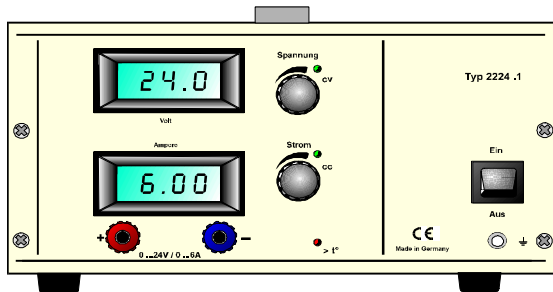 24.0
Volt
Ampere
6.00
+
−
0 ...24V / 0 ...6A
Spannung
CV
Strom
CC
> t°
Typ 2224 .1
Ein
Aus
CE
Made in Germany